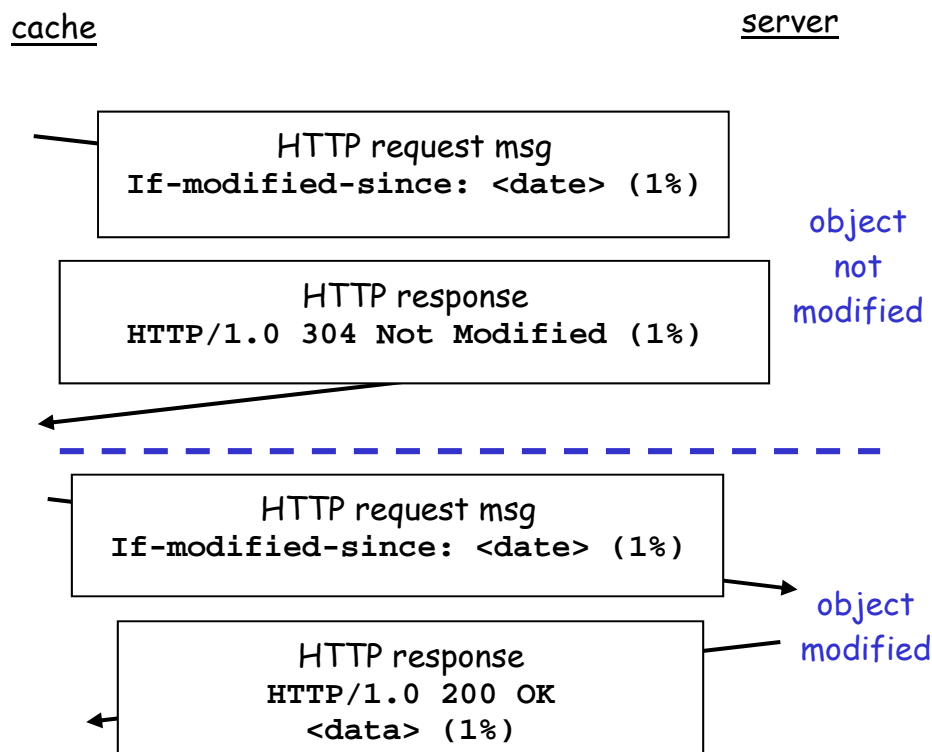 cache
server
HTTP request msg
If-modified-since: <date> (1%)
object
not
modified
HTTP response
HTTP/1.0 304 Not Modified (1%)
HTTP request msg
If-modified-since: <date> (1%)
object
modified
HTTP response
HTTP/1.0 200 OK
<data> (1%)